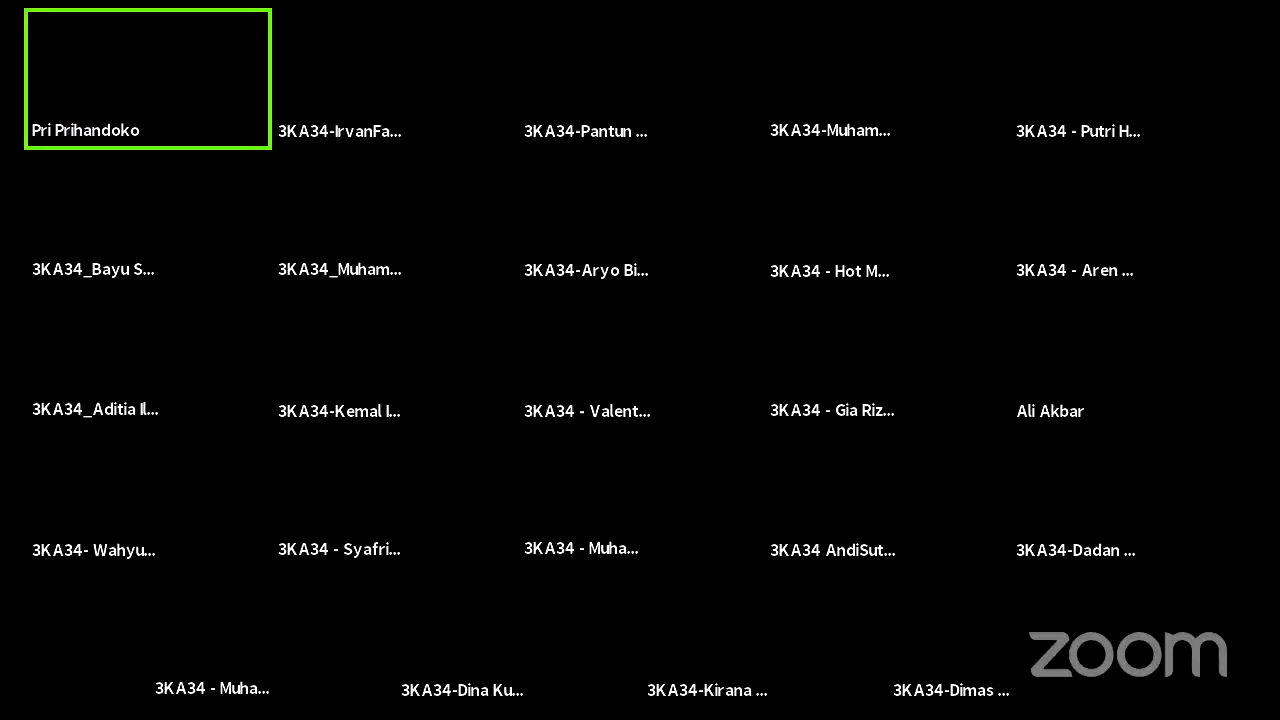 Pri Prihandoko
3KA34-IrvanFa...
3KA34-Pantun ...
3KA34-Muham...
3KA34 - Putri H...
3KA34_Bayu S...
3KA34_Muham...
3KA34-Aryo Bi...
3KA34 - Hot M...
3KA34 - Aren ...
3KA34_Aditia Il...
3KA34-Kemal I...
3KA34 - Valent...
3KA34 - Gia Riz...
Ali Akbar
3KA34- Wahyu...
3KA34 - Syafri...
3KA34 - Muha...
3KA34 AndiSut...
3KA34-Dadan ...
3KA34 - Muha...
3KA34-Dina Ku...
3KA34-Kirana ...
3KA34-Dimas ...
zoom